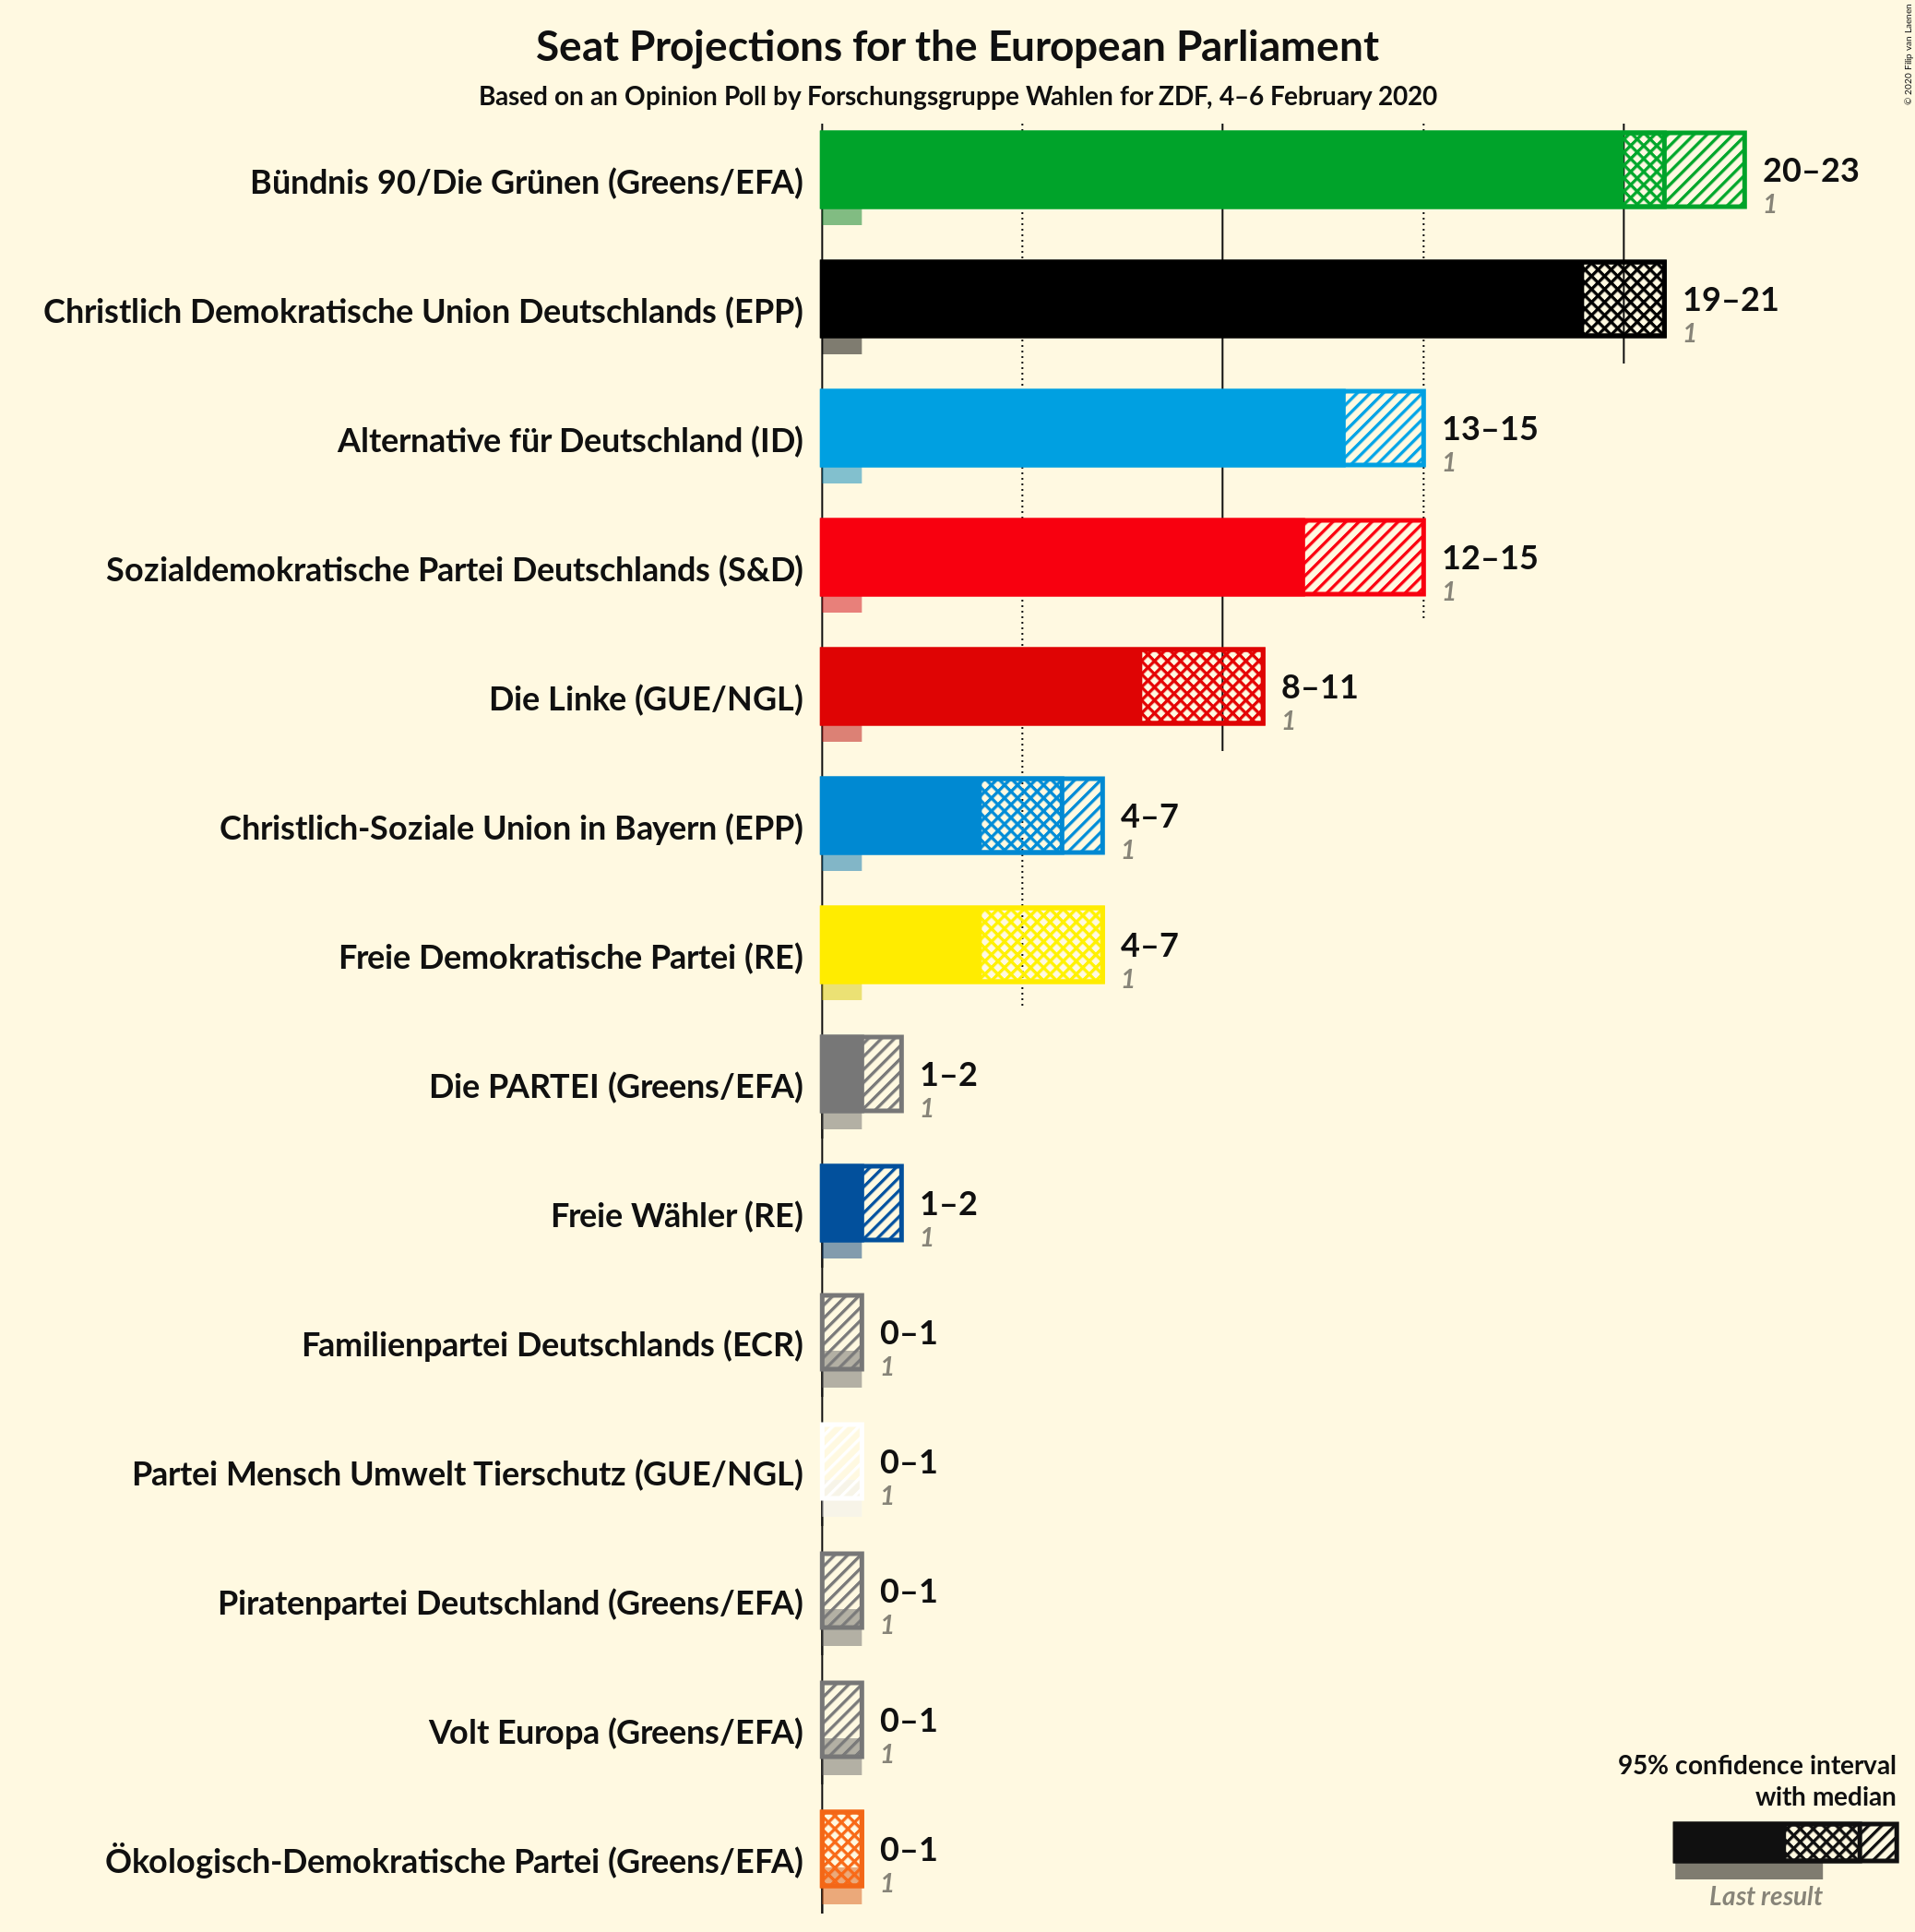 Seat Projections for the European Parliament
Based on an Opinion Poll by Forschungsgruppe Wahlen for ZDF, 4–6 February 2020
© 2020 Filip van Laenen
Bündnis 90/Die Grünen (Greens/EFA)
20–23
1
Christlich Demokratische Union Deutschlands (EPP)
19–21
1
Alternative für Deutschland (ID)
13–15
1
Sozialdemokratische Partei Deutschlands (S&D)
12–15
1
Die Linke (GUE/NGL)
8–11
1
Christlich-Soziale Union in Bayern (EPP)
4–7
1
Freie Demokratische Partei (RE)
4–7
1
Die PARTEI (Greens/EFA)
1–2
1
Freie Wähler (RE)
1–2
1
Familienpartei Deutschlands (ECR)
0–1
1
Partei Mensch Umwelt Tierschutz (GUE/NGL)
0–1
1
Piratenpartei Deutschland (Greens/EFA)
0–1
1
Volt Europa (Greens/EFA)
0–1
1
Ökologisch-Demokratische Partei (Greens/EFA)
0–1
1
95% confidence interval
with median
Last result